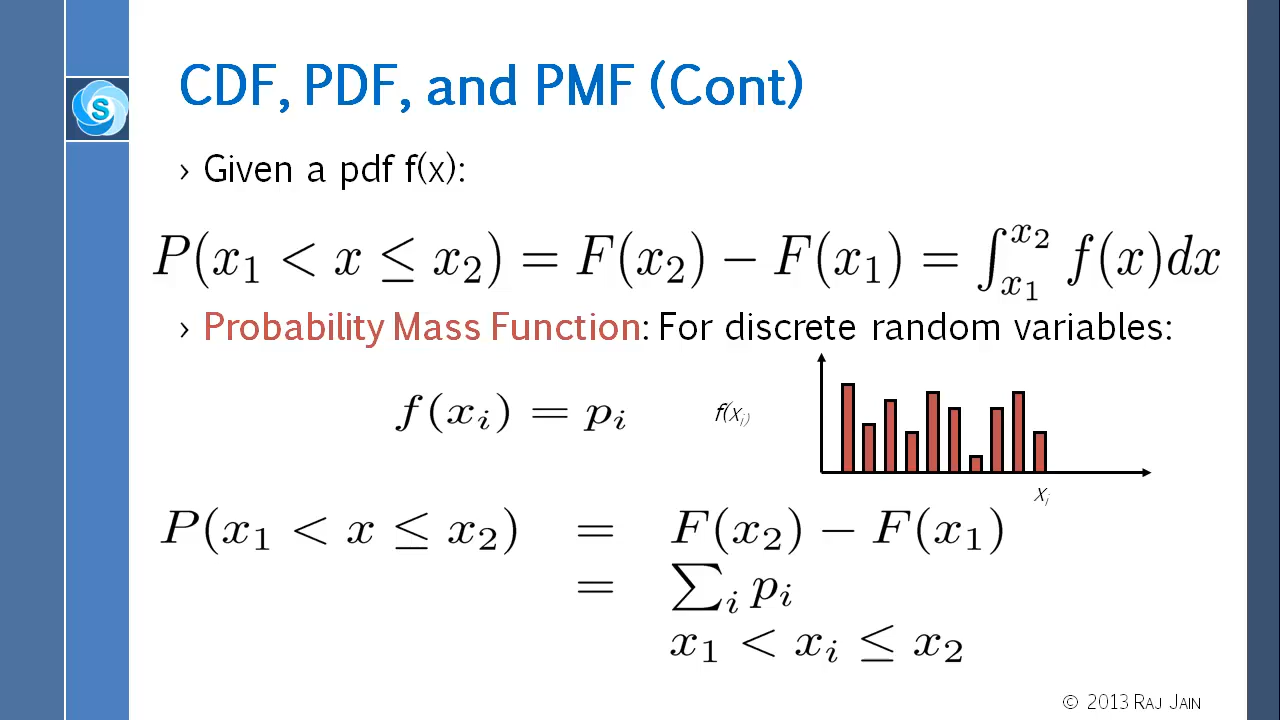 CDF, PDF, and PMF (Cont)
S
› Given a pdf f(x):
P(x₁ < x ≤ x₂) = F(x₂) − F(x₁) = ∫ₓ₁ˣ² f(x)dx
› Probability Mass Function: For discrete random variables:
f(xᵢ) = pᵢ
f(xᵢ)
xᵢ
P(x₁ < x ≤ x₂) = F(x₂) − F(x₁)
= ∑ᵢ pᵢ
x₁ < xᵢ ≤ x₂
© 2013 RAJ JAIN